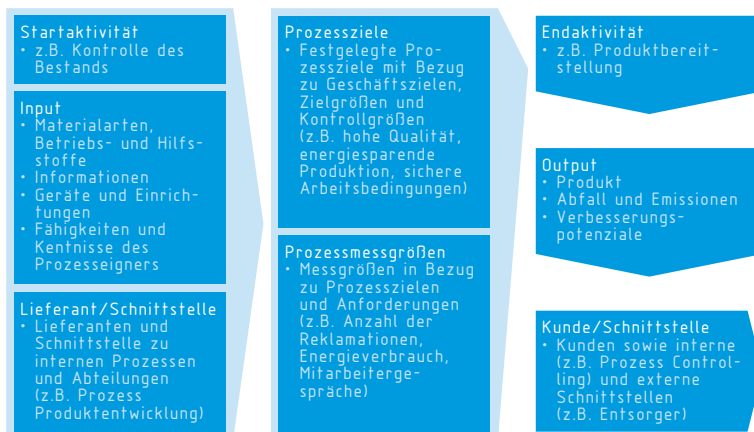 Startaktivität
• z.B. Kontrolle des
Bestands
Input
• Materialarten,
Betriebs- und Hilfs-
stoffe
• Informationen
• Geräte und Einrich-
tungen
• Fähigkeiten und
Kentnisse des
Prozesseigners
Lieferant/Schnittstelle
• Lieferanten und
Schnittstelle zu
internen Prozessen
und Abteilungen
(z.B. Prozess
Produktentwicklung)
Prozessziele
• Festgelegte Pro-
zessziele mit Bezug
zu Geschäftszielen,
Zielgrößen und
Kontrollgrößen
(z.B. hohe Qualität,
energiesparende
Produktion, sichere
Arbeitsbedingungen)
Prozessmessgrößen
• Messgrößen in Bezug
zu Prozesszielen
und Anforderungen
(z.B. Anzahl der
Reklamationen,
Energieverbrauch,
Mitarbeiterge-
spräche)
Endaktivität
• z.B. Produktbereit-
stellung
Output
• Produkt
• Abfall und Emissionen
• Verbesserungs-
potenziale
Kunde/Schnittstelle
• Kunden sowie interne
(z.B. Prozess Control-
ling) und externe
Schnittstellen
(z.B. Entsorger)